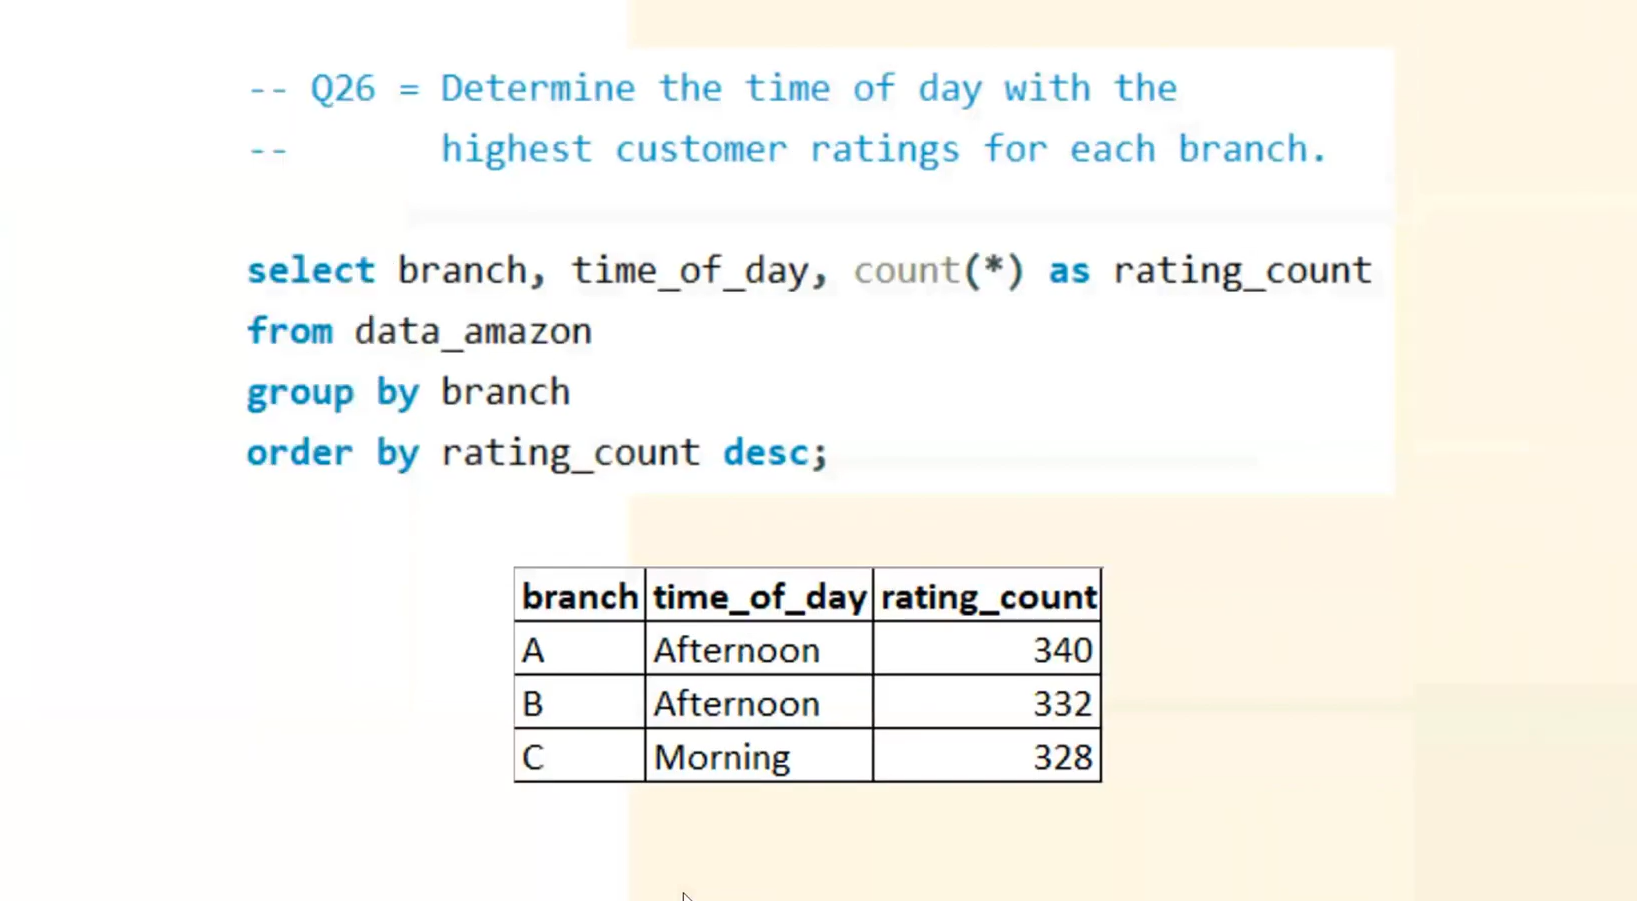 -- Q26 = Determine the time of day with the
-- highest customer ratings for each branch.
select branch, time_of_day, count(*) as rating_count
from data_amazon
group by branch
order by rating_count desc;
branch time_of_day rating_count
A Afternoon 340
B Afternoon 332
C Morning 328